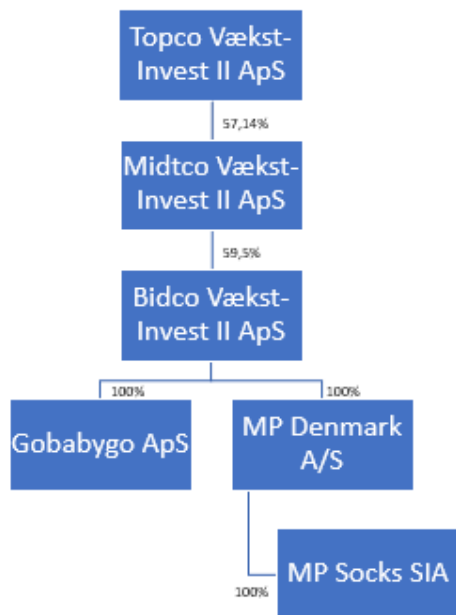 Topco Vækst-
Invest II ApS
57,14%
Midtco Vækst-
Invest II ApS
59,5%
Bidco Vækst-
Invest II ApS
100%
100%
Gobabygo ApS
MP Denmark
A/S
MP Socks SIA
100%